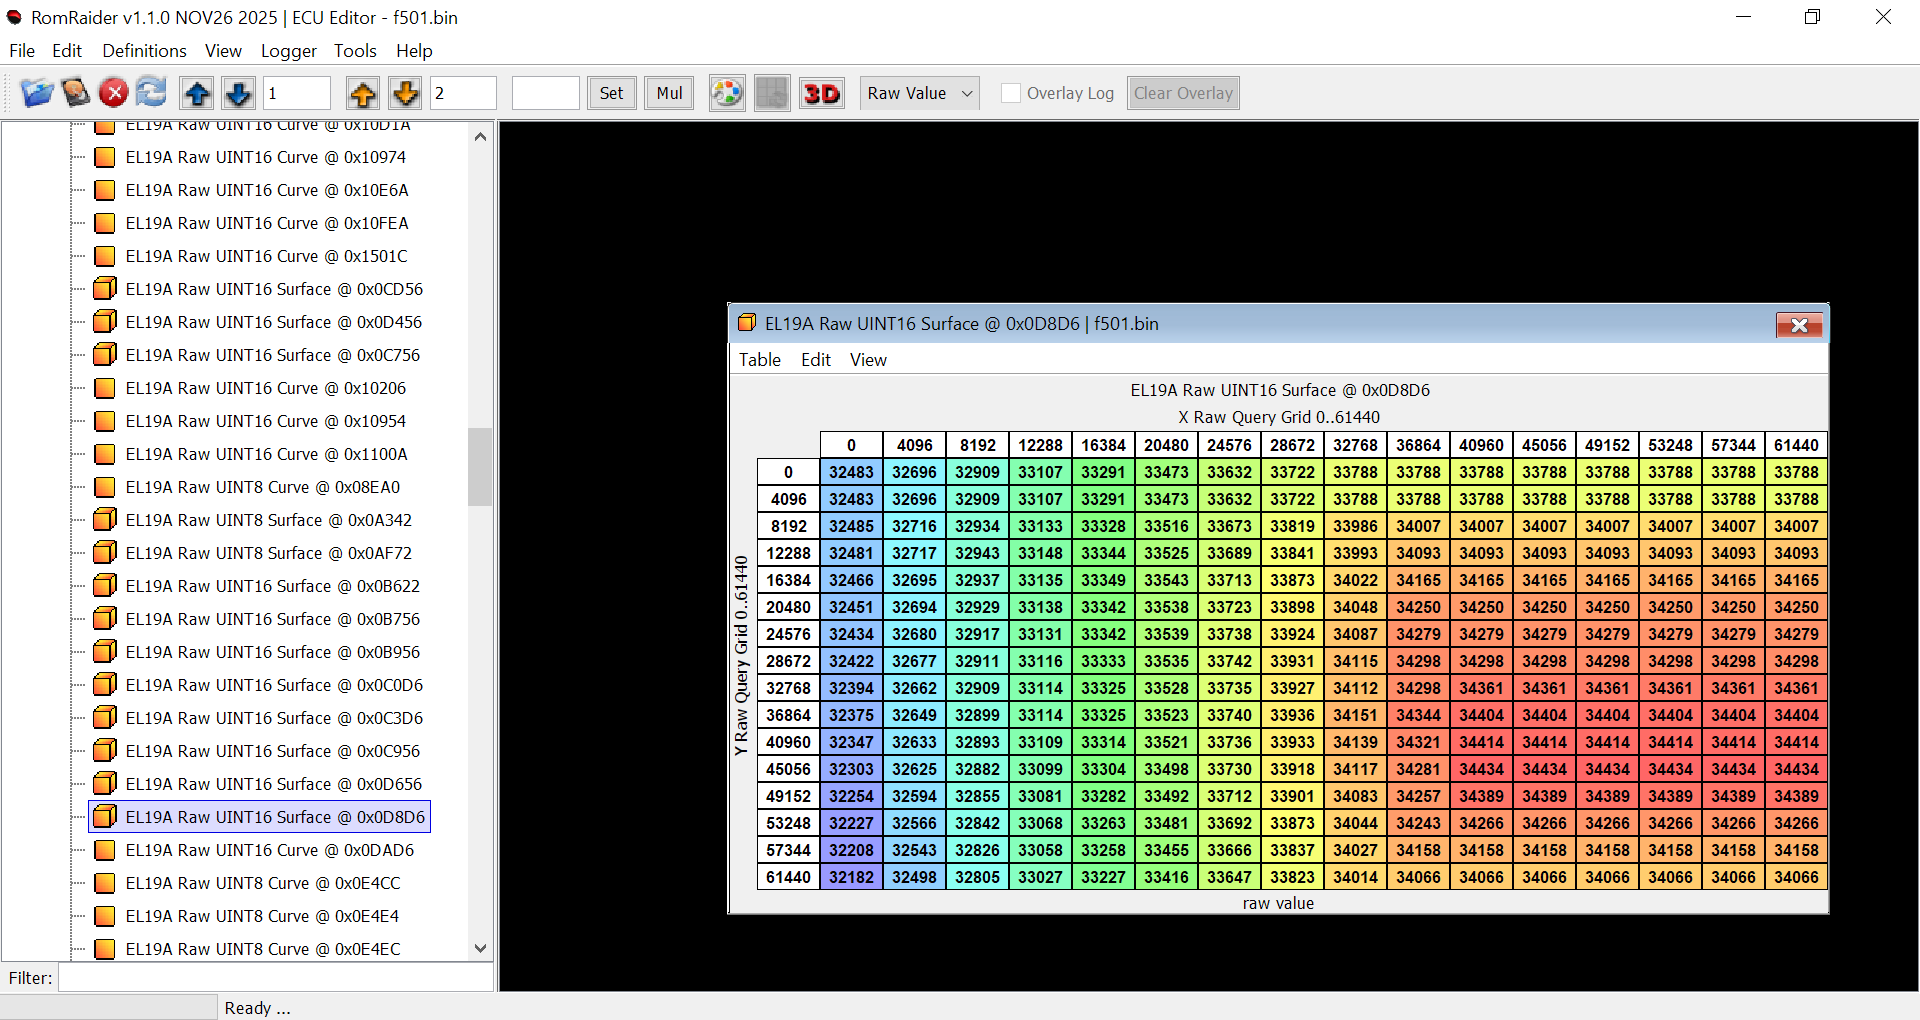 RomRaider v1.1.0 NOV26 2025 | ECU Editor - f501.bin
File Edit Definitions View Logger Tools Help
1 2 Set Mul 3D Raw Value Overlay Log Clear Overlay
EL19A Raw UINT16 Curve @ 0x10D1A
EL19A Raw UINT16 Curve @ 0x10974
EL19A Raw UINT16 Curve @ 0x10E6A
EL19A Raw UINT16 Curve @ 0x10FEA
EL19A Raw UINT16 Curve @ 0x1501C
EL19A Raw UINT16 Surface @ 0x0CD56
EL19A Raw UINT16 Surface @ 0x0D456
EL19A Raw UINT16 Surface @ 0x0C756
EL19A Raw UINT16 Curve @ 0x10206
EL19A Raw UINT16 Curve @ 0x10954
EL19A Raw UINT16 Curve @ 0x1100A
EL19A Raw UINT8 Curve @ 0x08EA0
EL19A Raw UINT8 Surface @ 0x0A342
EL19A Raw UINT8 Surface @ 0x0AF72
EL19A Raw UINT16 Surface @ 0x0B622
EL19A Raw UINT16 Surface @ 0x0B756
EL19A Raw UINT16 Surface @ 0x0B956
EL19A Raw UINT16 Surface @ 0x0C0D6
EL19A Raw UINT16 Surface @ 0x0C3D6
EL19A Raw UINT16 Surface @ 0x0C956
EL19A Raw UINT16 Surface @ 0x0D656
EL19A Raw UINT16 Surface @ 0x0D8D6
EL19A Raw UINT16 Curve @ 0x0DAD6
EL19A Raw UINT8 Curve @ 0x0E4CC
EL19A Raw UINT8 Curve @ 0x0E4E4
EL19A Raw UINT8 Curve @ 0x0E4EC
Filter:
Ready ...
EL19A Raw UINT16 Surface @ 0x0D8D6 | f501.bin
Table Edit View
EL19A Raw UINT16 Surface @ 0x0D8D6
X Raw Query Grid 0..61440
Y Raw Query Grid 0..61440
0 4096 8192 12288 16384 20480 24576 28672 32768 36864 40960 45056 49152 53248 57344 61440
0 32483 32696 32909 33107 33291 33473 33632 33722 33788 33788 33788 33788 33788 33788 33788 33788
4096 32483 32696 32909 33107 33291 33473 33632 33722 33788 33788 33788 33788 33788 33788 33788 33788
8192 32485 32716 32934 33133 33328 33516 33673 33819 33986 34007 34007 34007 34007 34007 34007 34007
12288 32481 32717 32943 33148 33344 33525 33689 33841 33993 34093 34093 34093 34093 34093 34093 34093
16384 32466 32695 32937 33135 33349 33543 33713 33873 34022 34165 34165 34165 34165 34165 34165 34165
20480 32451 32694 32929 33138 33342 33538 33723 33898 34048 34250 34250 34250 34250 34250 34250 34250
24576 32434 32680 32917 33131 33342 33539 33738 33924 34087 34279 34279 34279 34279 34279 34279 34279
28672 32422 32677 32911 33116 33333 33535 33742 33931 34115 34298 34298 34298 34298 34298 34298 34298
32768 32394 32662 32909 33114 33325 33528 33735 33927 34112 34298 34361 34361 34361 34361 34361 34361
36864 32375 32649 32899 33114 33325 33523 33740 33936 34151 34344 34404 34404 34404 34404 34404 34404
40960 32347 32633 32893 33109 33314 33521 33736 33933 34139 34321 34414 34414 34414 34414 34414 34414
45056 32303 32625 32882 33099 33304 33498 33730 33918 34117 34281 34434 34434 34434 34434 34434 34434
49152 32254 32594 32855 33081 33282 33492 33712 33901 34083 34257 34389 34389 34389 34389 34389 34389
53248 32227 32566 32842 33068 33263 33481 33692 33873 34044 34243 34266 34266 34266 34266 34266 34266
57344 32208 32543 32826 33058 33258 33455 33666 33837 34027 34158 34158 34158 34158 34158 34158 34158
61440 32182 32498 32805 33027 33227 33416 33647 33823 34014 34066 34066 34066 34066 34066 34066 34066
raw value